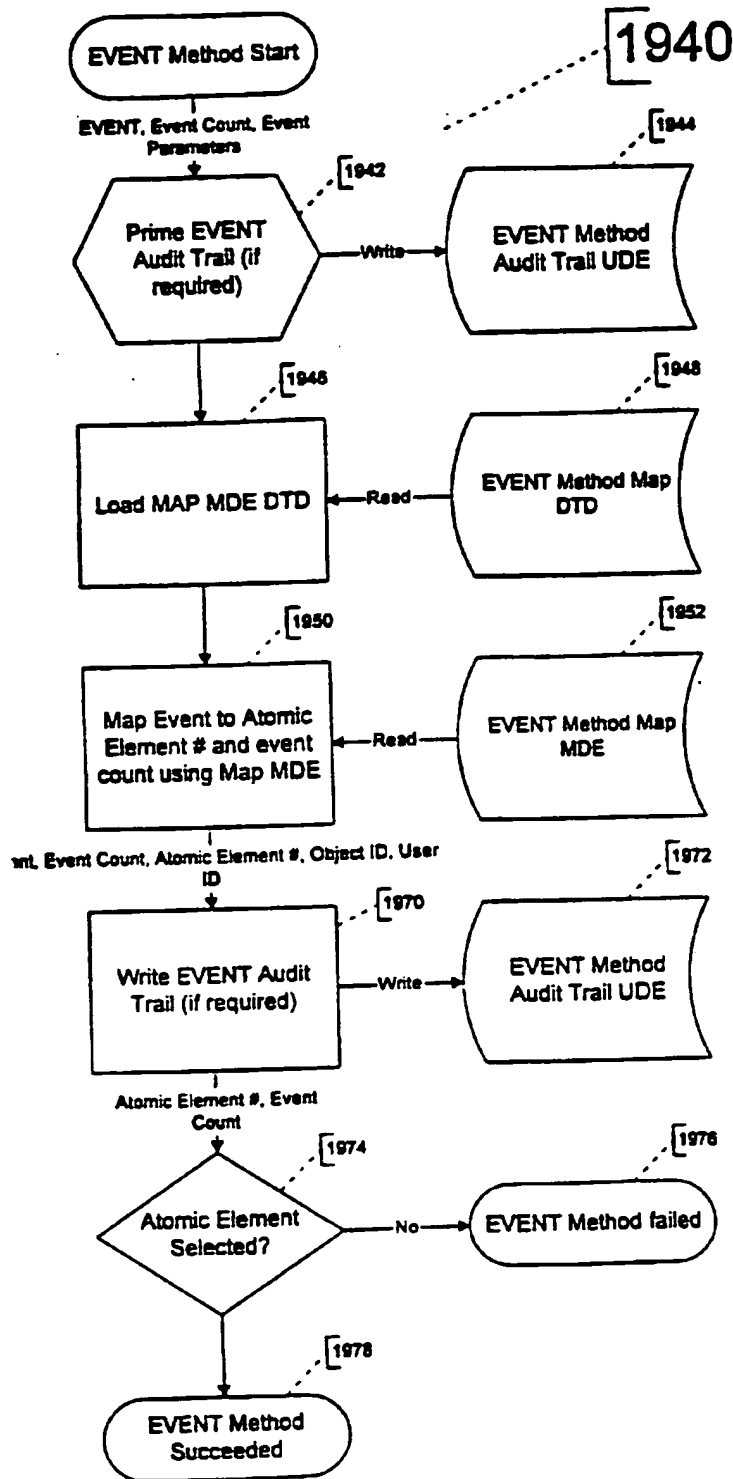 EVENT Method Start
1940
EVENT, Event Count, Event
Parameters
1944
1942
Prime EVENT
Audit Trail (if
required)
Write
EVENT Method
Audit Trail UDE
1946
1948
Load MAP MDE DTD
Read
EVENT Method Map
DTD
1950
1952
Map Event to Atomic
Element # and event
count using Map MDE
Read
EVENT Method Map
MDE
Event Count, Atomic Element #, Object ID, User
ID
1972
1970
Write EVENT Audit
Trail (if required)
Write
EVENT Method
Audit Trail UDE
Atomic Element #, Event
Count
1974
1976
Atomic Element
Selected?
No
EVENT Method failed
1978
EVENT Method
Succeeded